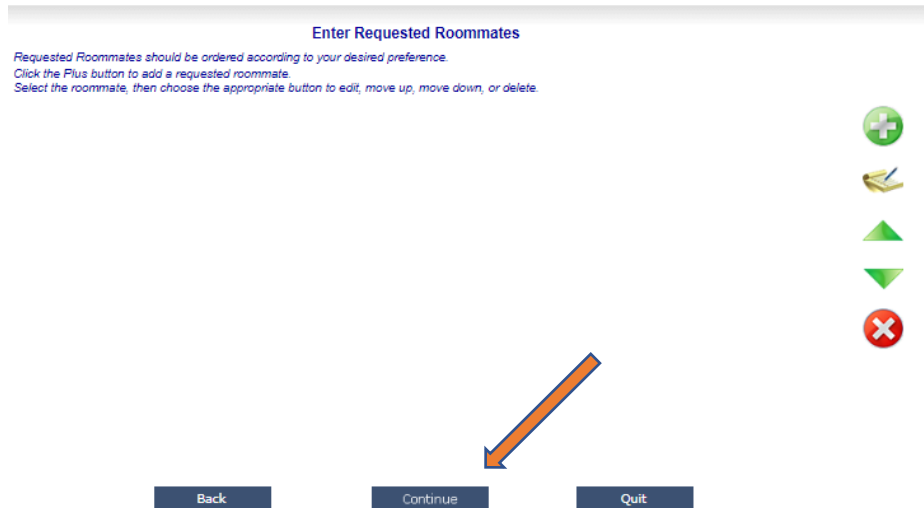 Enter Requested Roommates
Requested Roommates should be ordered according to your desired preference.
Click the Plus button to add a requested roommate.
Select the roommate, then choose the appropriate button to edit, move up, move down, or delete.
Back Continue Quit